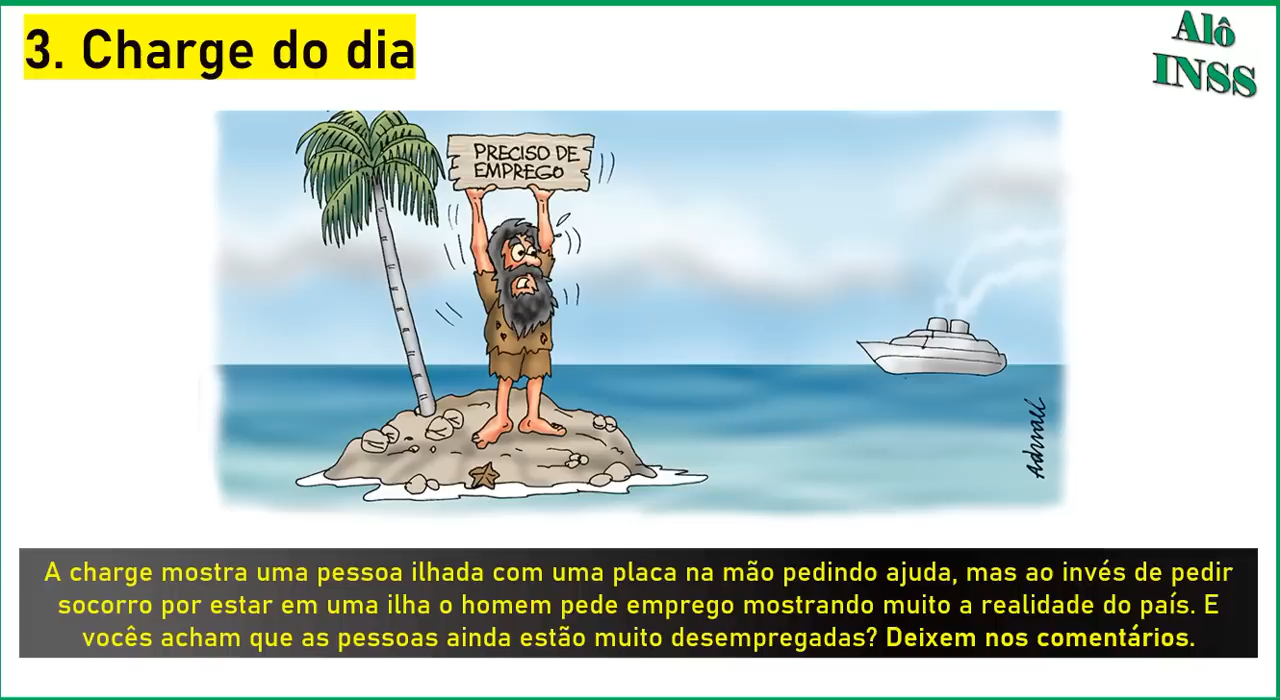 3. Charge do dia
Alô
INSS
PRECISO DE
EMPREGO
A charge mostra uma pessoa ilhada com uma placa na mão pedindo ajuda, mas ao invés de pedir
socorro por estar em uma ilha o homem pede emprego mostrando muito a realidade do país. E
vocês acham que as pessoas ainda estão muito desempregadas? Deixem nos comentários.